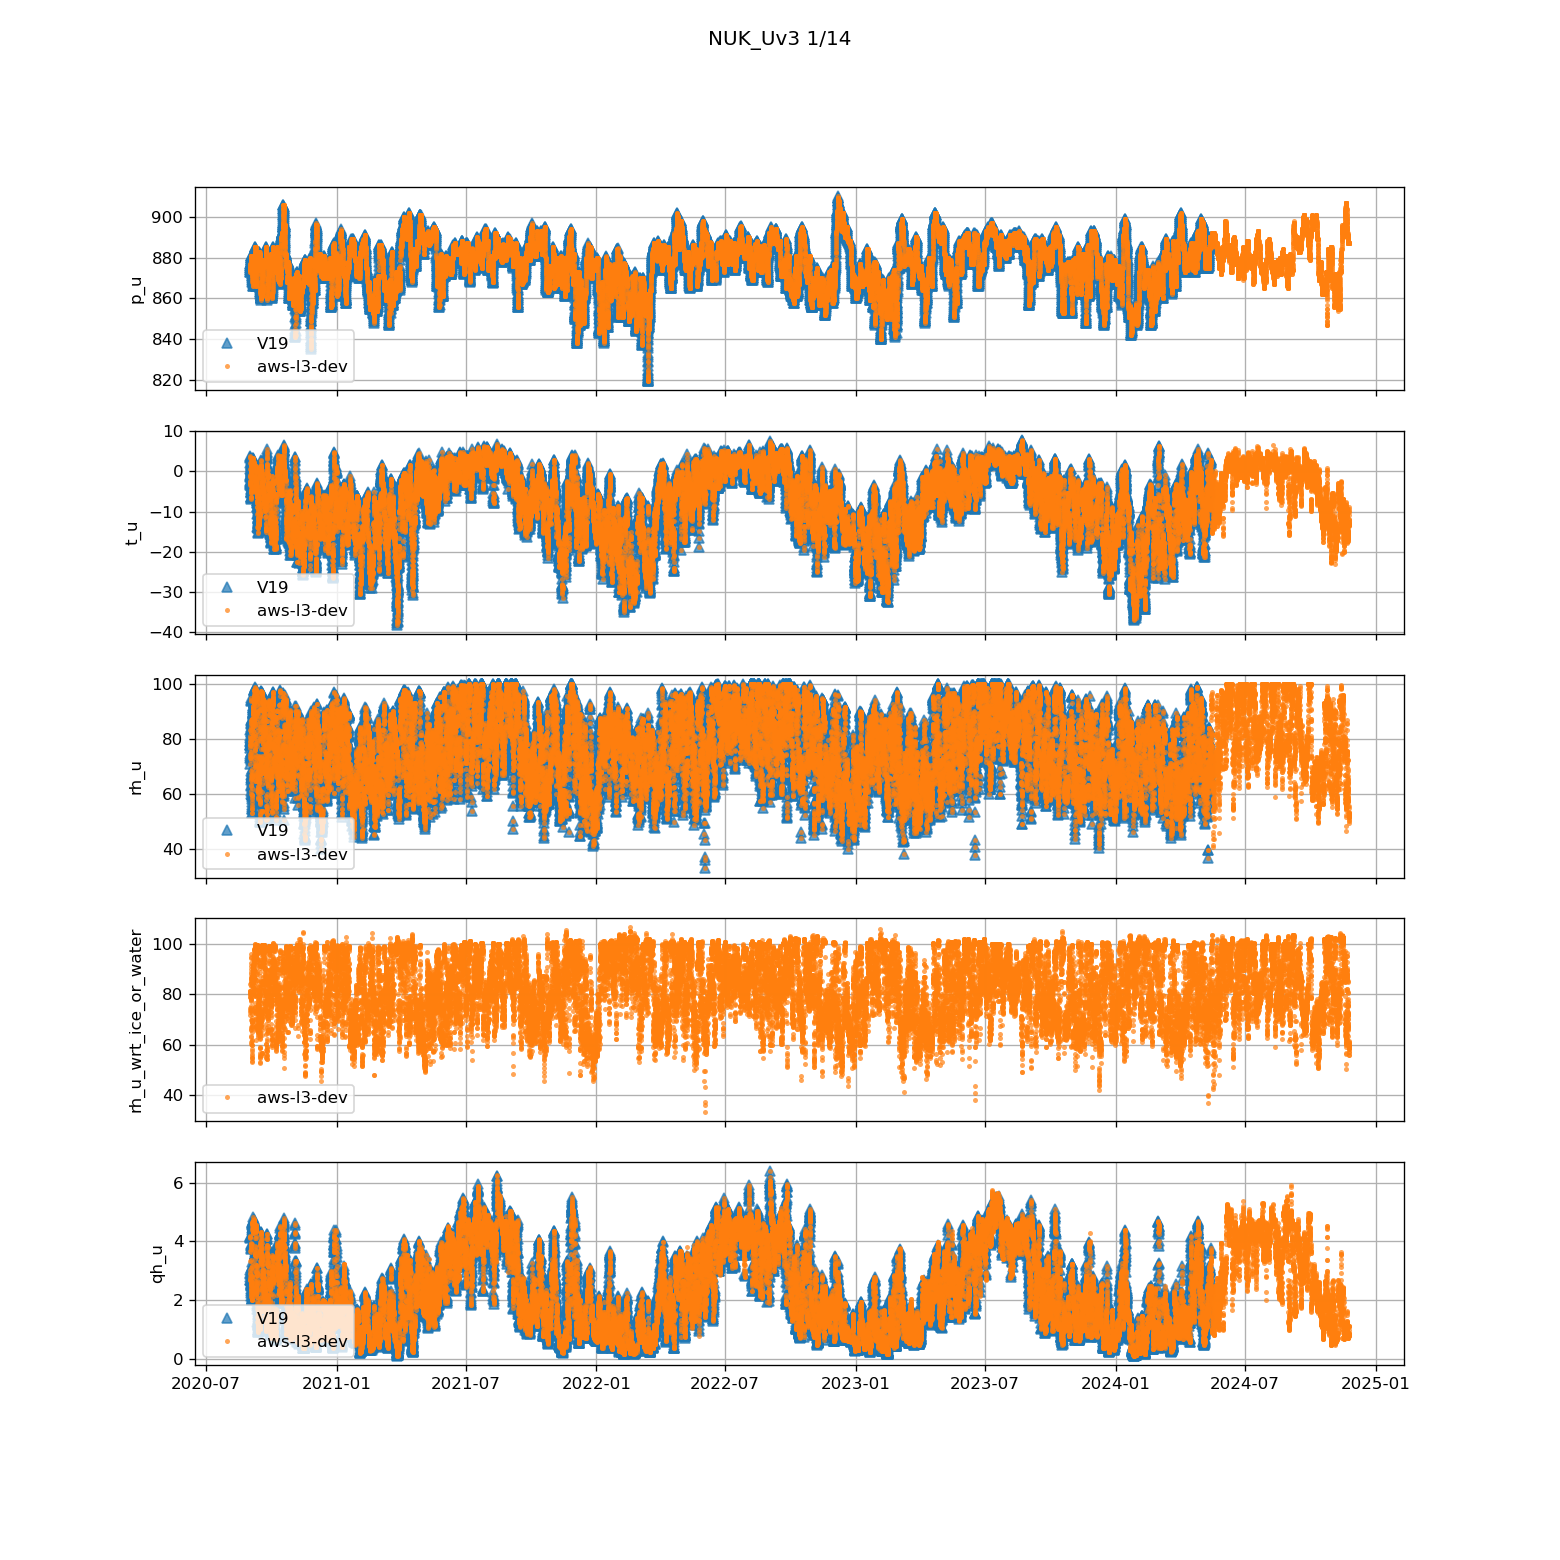 NUK_Uv3 1/14
900
880
860
840
820
p_u
V19
aws-l3-dev
10
0
−10
−20
−30
−40
t_u
V19
aws-l3-dev
100
80
60
40
rh_u
V19
aws-l3-dev
100
80
60
40
rh_u_wrt_ice_or_water
aws-l3-dev
6
4
2
0
qh_u
V19
aws-l3-dev
2020-07 2021-01 2021-07 2022-01 2022-07 2023-01 2023-07 2024-01 2024-07 2025-01